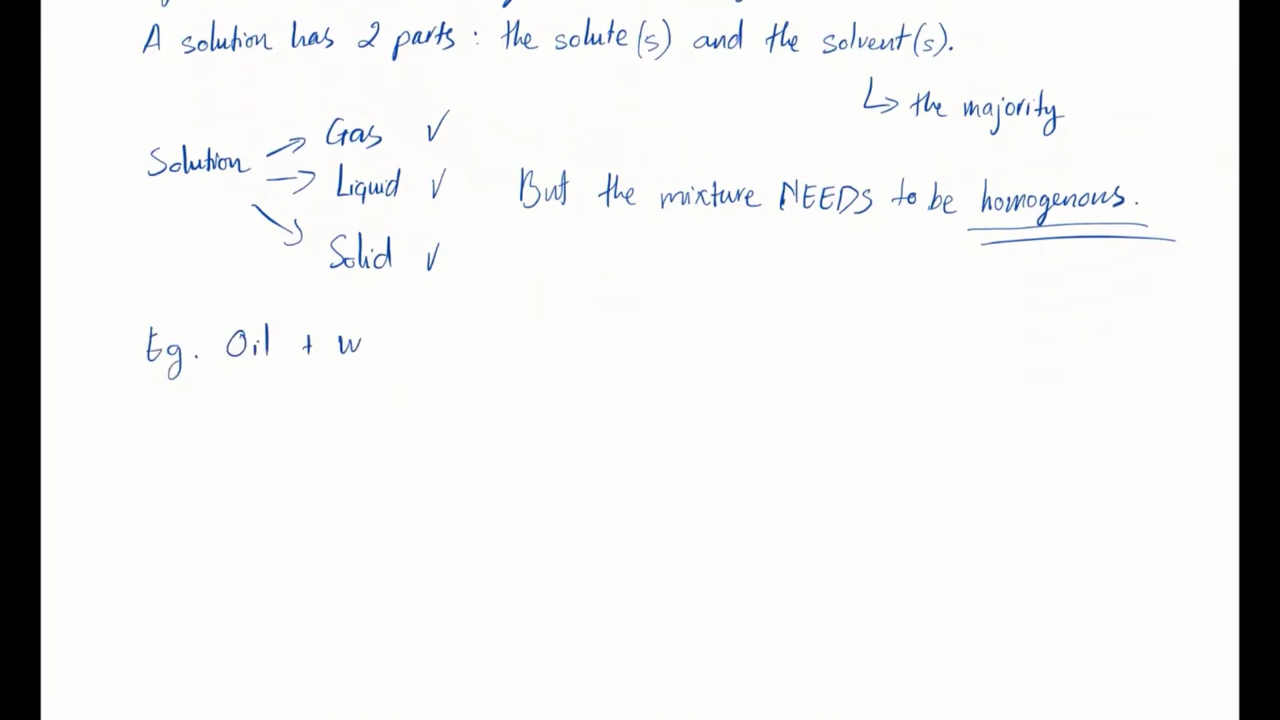 A solution has 2 parts : the solute(s) and the solvent(s).
↳ the majority
Gas ✓
Solution → Liquid ✓ But the mixture NEEDS to be homogenous.
Solid ✓
Eg. Oil + w